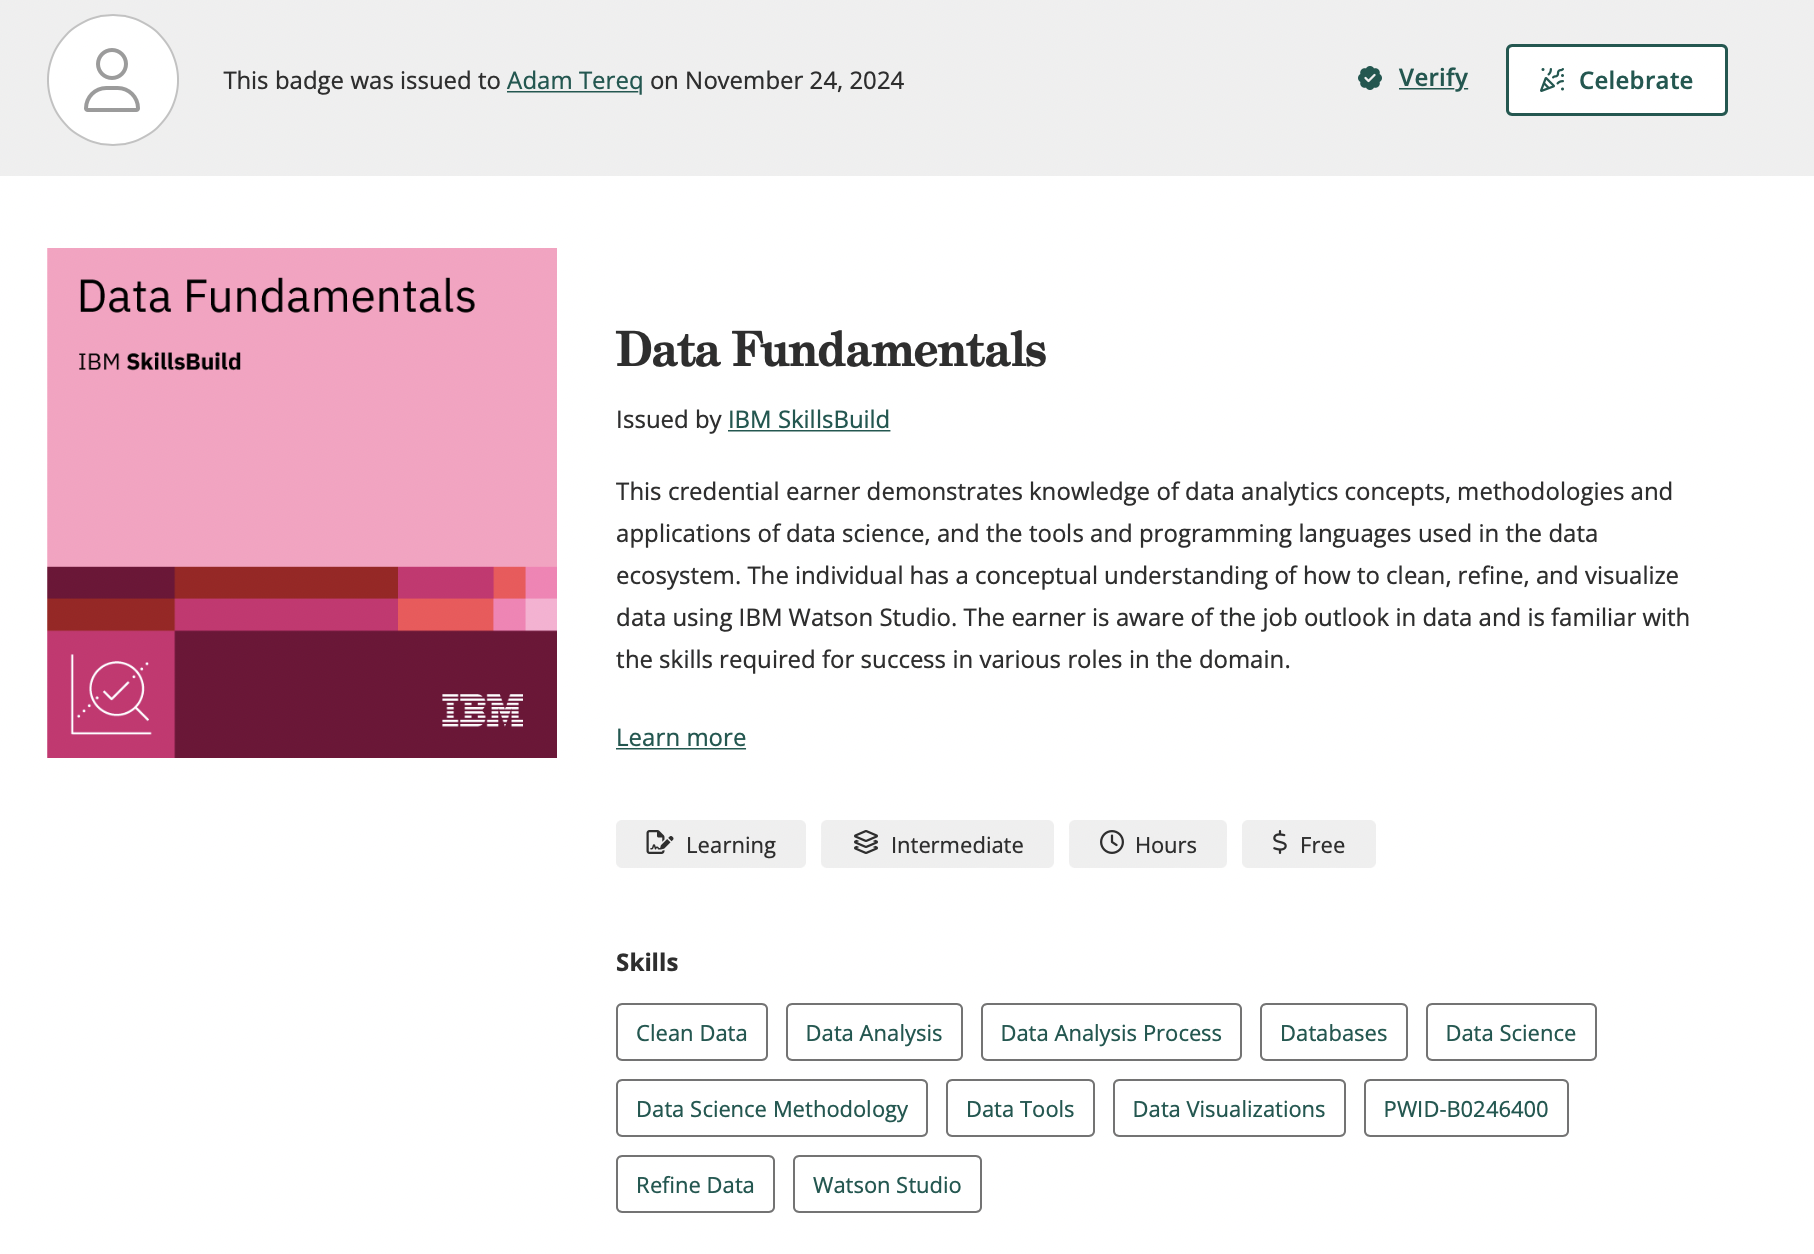 This badge was issued to Adam Tereq on November 24, 2024
Verify
Celebrate
Data Fundamentals
IBM SkillsBuild
IBM
Data Fundamentals
Issued by IBM SkillsBuild
This credential earner demonstrates knowledge of data analytics concepts, methodologies and
applications of data science, and the tools and programming languages used in the data
ecosystem. The individual has a conceptual understanding of how to clean, refine, and visualize
data using IBM Watson Studio. The earner is aware of the job outlook in data and is familiar with
the skills required for success in various roles in the domain.
Learn more
Learning
Intermediate
Hours
$ Free
Skills
Clean Data
Data Analysis
Data Analysis Process
Databases
Data Science
Data Science Methodology
Data Tools
Data Visualizations
PWID-B0246400
Refine Data
Watson Studio